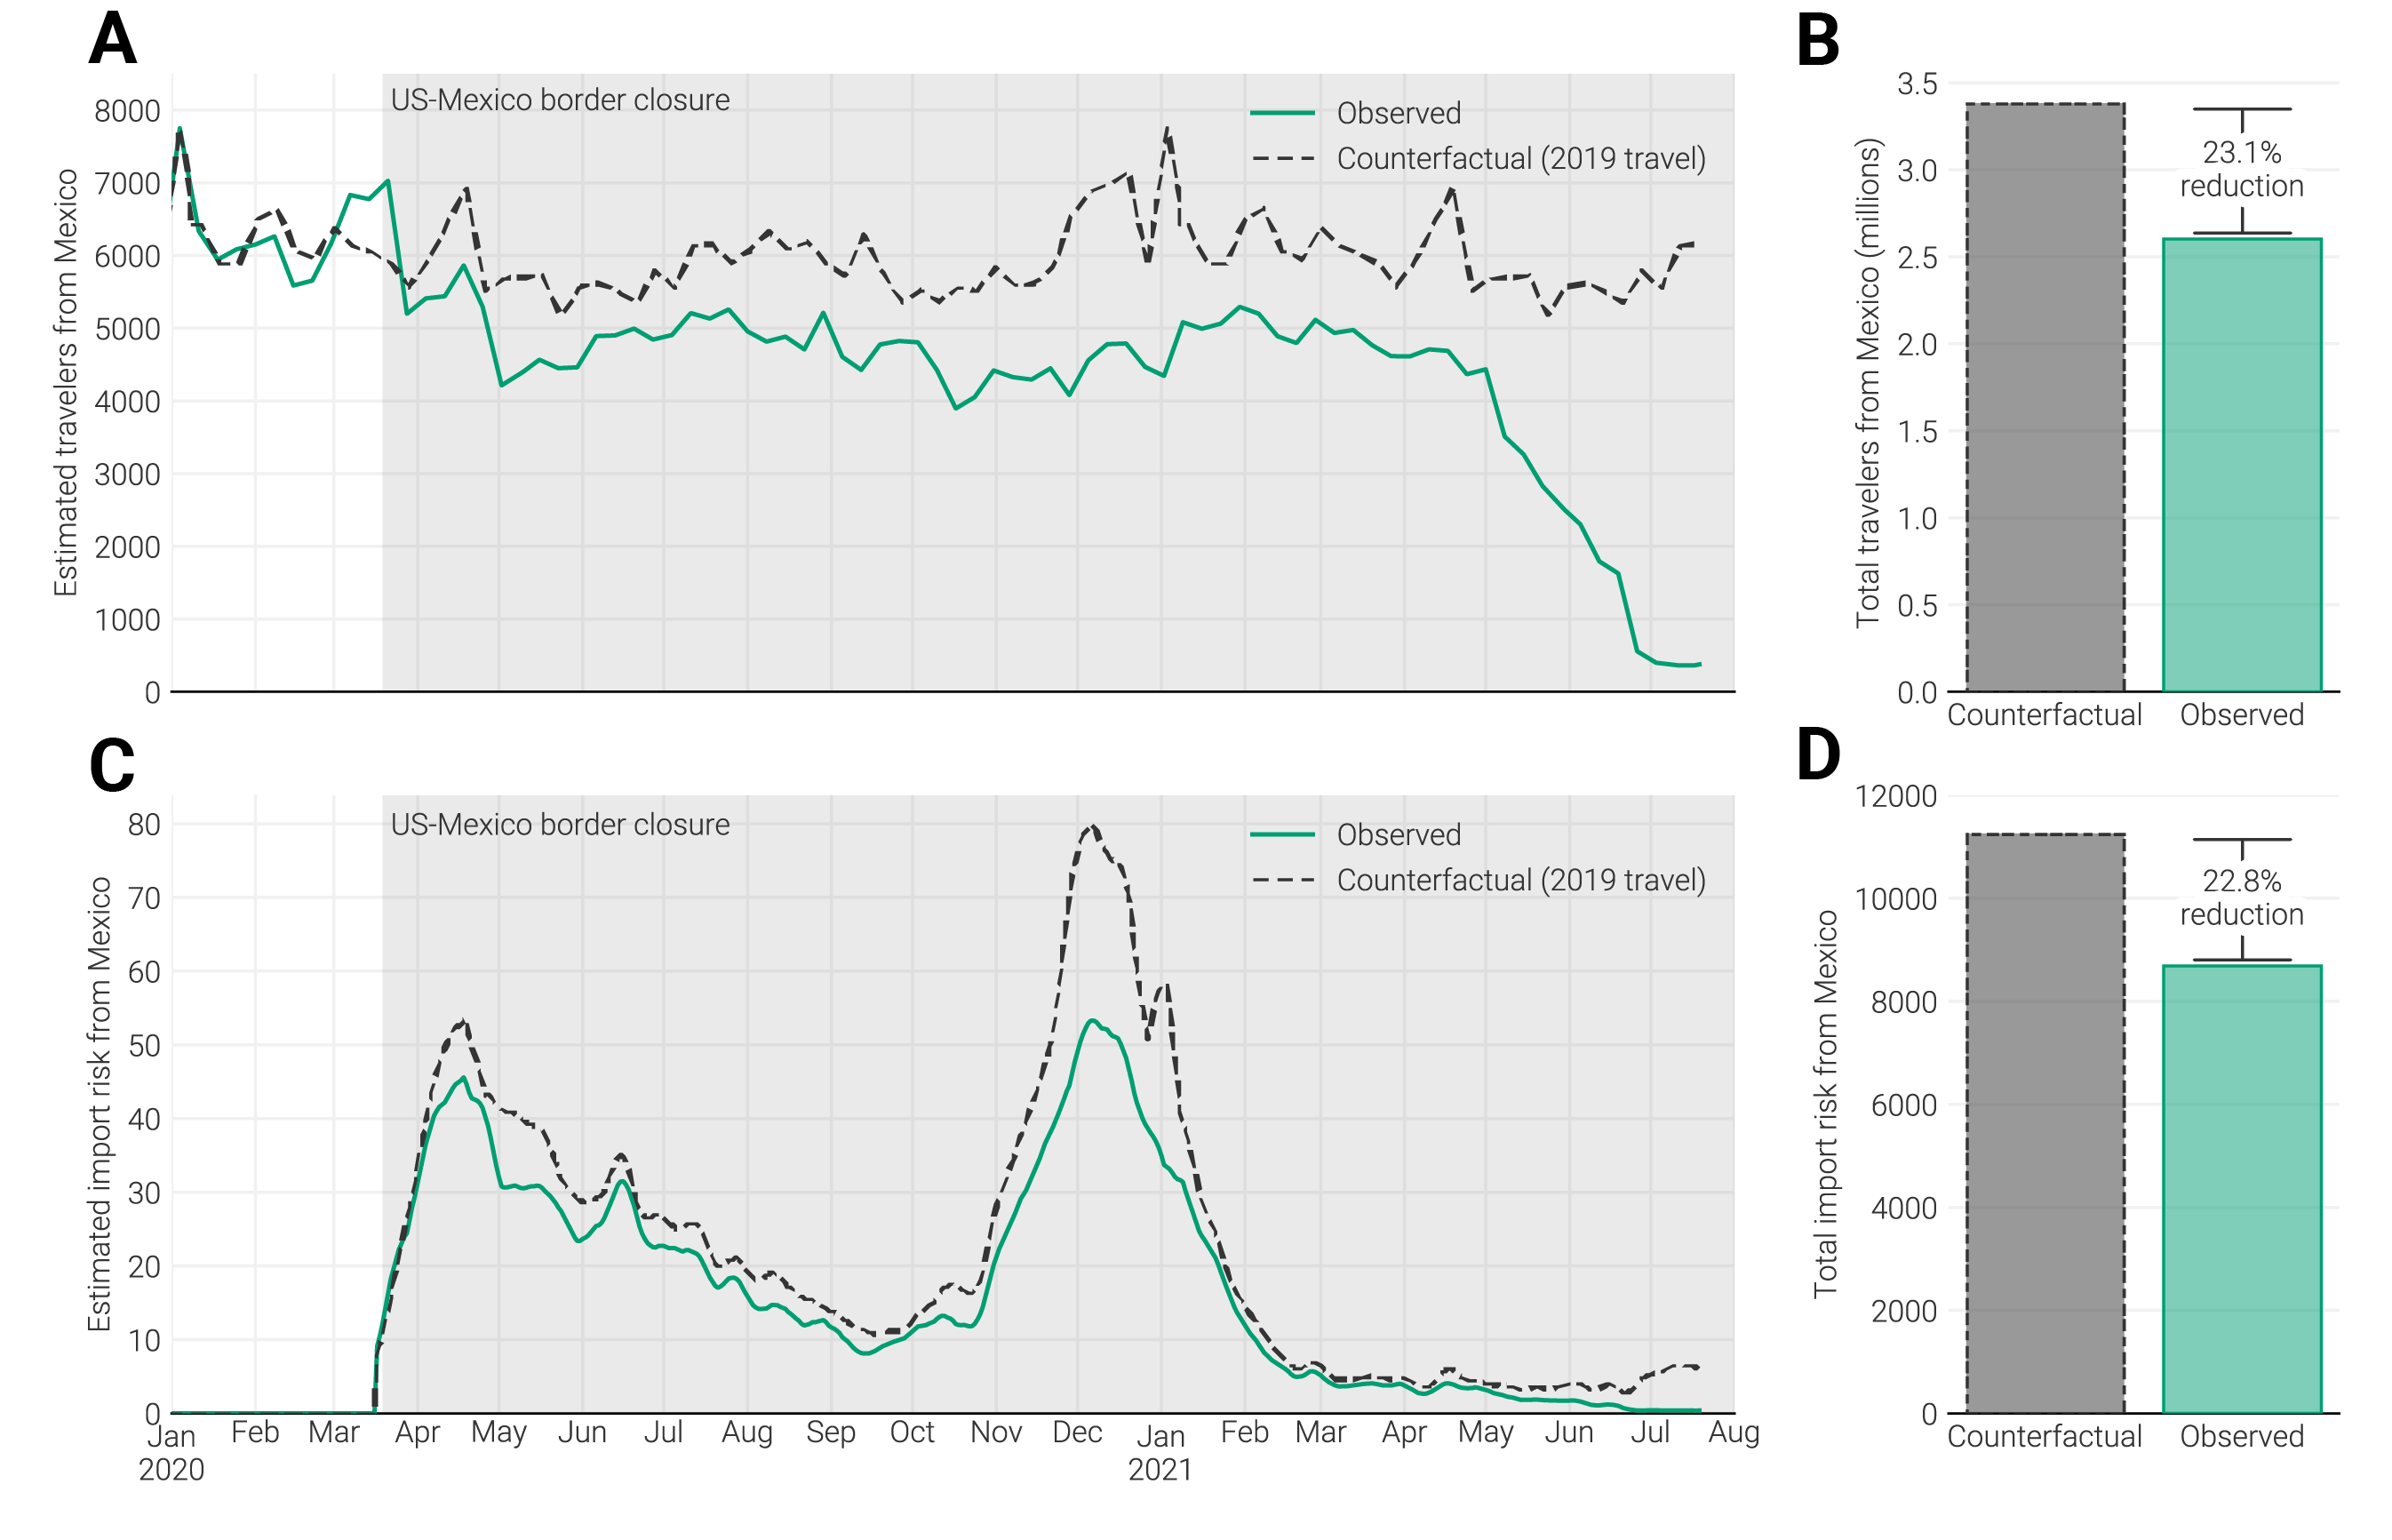 A
US-Mexico border closure
Observed
Counterfactual (2019 travel)
Estimated travelers from Mexico
8000
7000
6000
5000
4000
3000
2000
1000
0
B
Total travelers from Mexico (millions)
3.5
3.0
2.5
2.0
1.5
1.0
0.5
0.0
23.1%
reduction
Counterfactual
Observed
C
US-Mexico border closure
Observed
Counterfactual (2019 travel)
Estimated import risk from Mexico
80
70
60
50
40
30
20
10
0
Jan Feb Mar Apr May Jun Jul Aug Sep Oct Nov Dec Jan Feb Mar Apr May Jun Jul Aug
2020 2021
D
Total import risk from Mexico
12000
10000
8000
6000
4000
2000
0
22.8%
reduction
Counterfactual
Observed